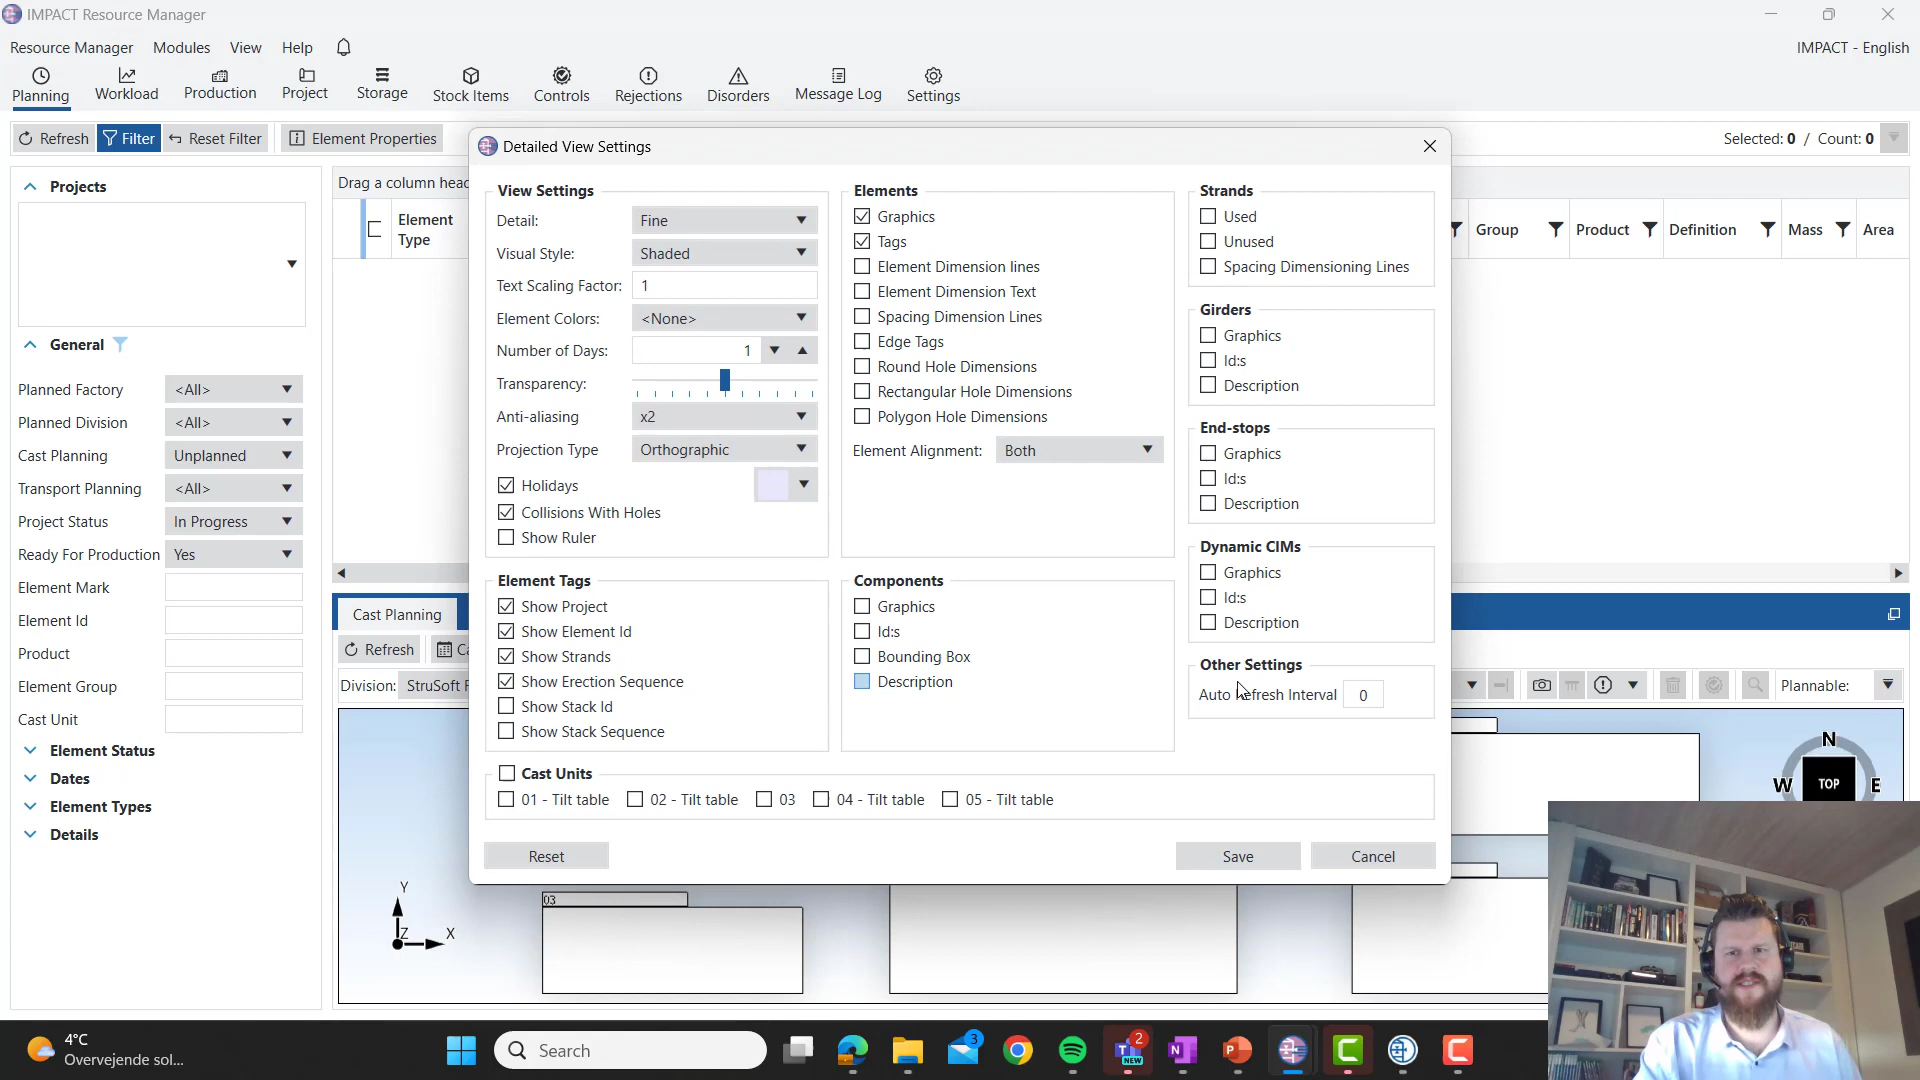 IMPACT Resource Manager
Resource Manager Modules View Help
IMPACT - English
Planning Workload Production Project Storage Stock Items Controls Rejections Disorders Message Log Settings
Refresh Filter Reset Filter Element Properties
Selected: 0 / Count: 0
Projects
General
Planned Factory <All>
Planned Division <All>
Cast Planning Unplanned
Transport Planning <All>
Project Status In Progress
Ready For Production Yes
Element Mark
Element Id
Product
Element Group
Cast Unit
Element Status
Dates
Element Types
Details
Drag a column head
Element Type
Group Product Definition Mass Area
Detailed View Settings
View Settings
Detail: Fine
Visual Style: Shaded
Text Scaling Factor: 1
Element Colors: <None>
Number of Days: 1
Transparency:
Anti-aliasing x2
Projection Type Orthographic
Holidays
Collisions With Holes
Show Ruler
Element Tags
Show Project
Show Element Id
Show Strands
Show Erection Sequence
Show Stack Id
Show Stack Sequence
Elements
Graphics
Tags
Element Dimension lines
Element Dimension Text
Spacing Dimension Lines
Edge Tags
Round Hole Dimensions
Rectangular Hole Dimensions
Polygon Hole Dimensions
Element Alignment: Both
Components
Graphics
Id:s
Bounding Box
Description
Strands
Used
Unused
Spacing Dimensioning Lines
Girders
Graphics
Id:s
Description
End-stops
Graphics
Id:s
Description
Dynamic CIMs
Graphics
Id:s
Description
Other Settings
Auto Refresh Interval 0
Cast Units
01 - Tilt table 02 - Tilt table 03 04 - Tilt table 05 - Tilt table
Reset Save Cancel
Cast Planning
Refresh Ca
Division: StruSoft F
Plannable:
03
Y
Z X
N
W TOP E
4°C
Overvejende sol...
Search
3
2
NEW